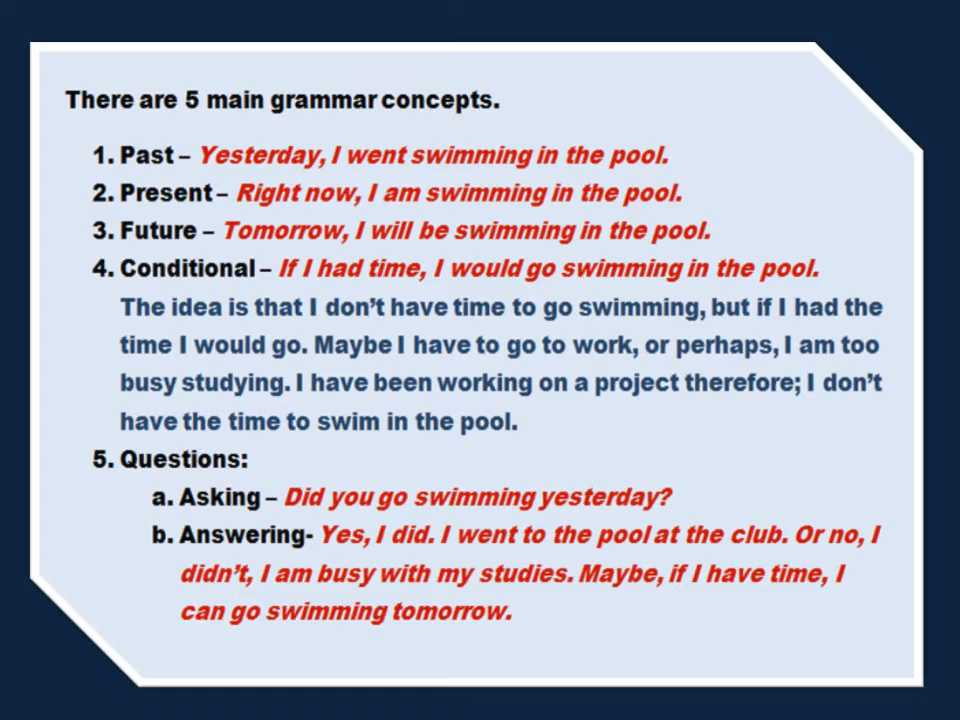 There are 5 main grammar concepts.
1. Past – Yesterday, I went swimming in the pool.
2. Present – Right now, I am swimming in the pool.
3. Future – Tomorrow, I will be swimming in the pool.
4. Conditional – If I had time, I would go swimming in the pool.
The idea is that I don’t have time to go swimming, but if I had the
time I would go. Maybe I have to go to work, or perhaps, I am too
busy studying. I have been working on a project therefore; I don’t
have the time to swim in the pool.
5. Questions:
a. Asking – Did you go swimming yesterday?
b. Answering- Yes, I did. I went to the pool at the club. Or no, I
didn’t, I am busy with my studies. Maybe, if I have time, I
can go swimming tomorrow.